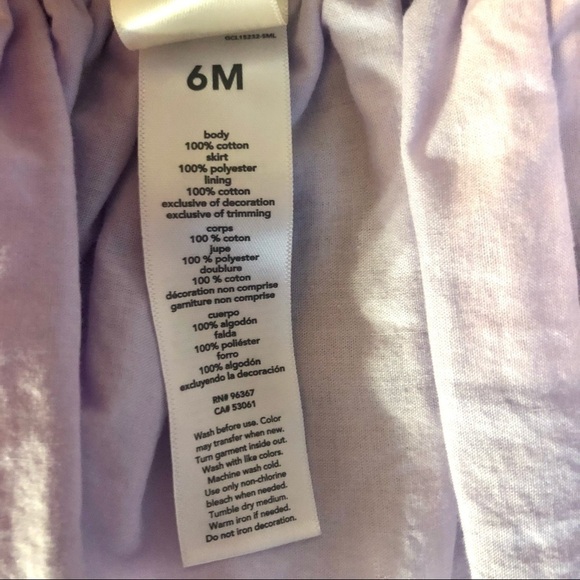 GCL15232-SML
6M
body
100% cotton
skirt
100% polyester
lining
100% cotton
exclusive of decoration
exclusive of trimming
corps
100 % coton
jupe
100 % polyester
doublure
100 % coton
décoration non comprise
garniture non comprise
cuerpo
100% algodón
falda
100% poliéster
forro
100% algodón
excluyendo la decoración
RN# 96367
CA# 53061
Wash before use. Color
may transfer when new.
Turn garment inside out.
Wash with like colors.
Machine wash cold.
Use only non-chlorine
bleach when needed.
Tumble dry medium.
Warm iron if needed.
Do not iron decoration.